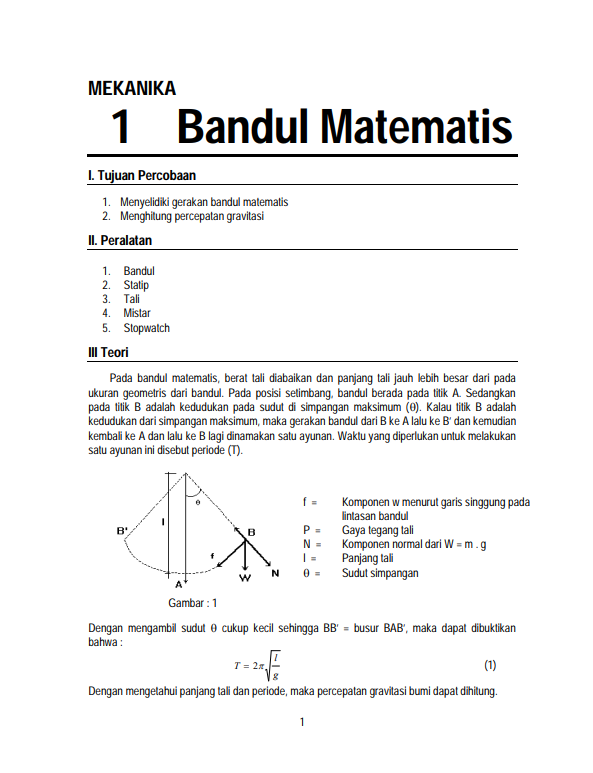 MEKANIKA
1 Bandul Matematis
I. Tujuan Percobaan
1. Menyelidiki gerakan bandul matematis
2. Menghitung percepatan gravitasi
II. Peralatan
1. Bandul
2. Statip
3. Tali
4. Mistar
5. Stopwatch
III Teori
Pada bandul matematis, berat tali diabaikan dan panjang tali jauh lebih besar dari pada
ukuran geometris dari bandul. Pada posisi setimbang, bandul berada pada titik A. Sedangkan
pada titik B adalah kedudukan pada sudut di simpangan maksimum (θ). Kalau titik B adalah
kedudukan dari simpangan maksimum, maka gerakan bandul dari B ke A lalu ke B' dan kemudian
kembali ke A dan lalu ke B lagi dinamakan satu ayunan. Waktu yang diperlukan untuk melakukan
satu ayunan ini disebut periode (T).
θ
B'
l
B
f
A
W
N
f = Komponen w menurut garis singgung pada
lintasan bandul
P = Gaya tegang tali
N = Komponen normal dari W = m . g
l = Panjang tali
θ = Sudut simpangan
Gambar : 1
Dengan mengambil sudut θ cukup kecil sehingga BB' = busur BAB', maka dapat dibuktikan
bahwa :
T = 2π√(l/g) (1)
Dengan mengetahui panjang tali dan periode, maka percepatan gravitasi bumi dapat dihitung.
1